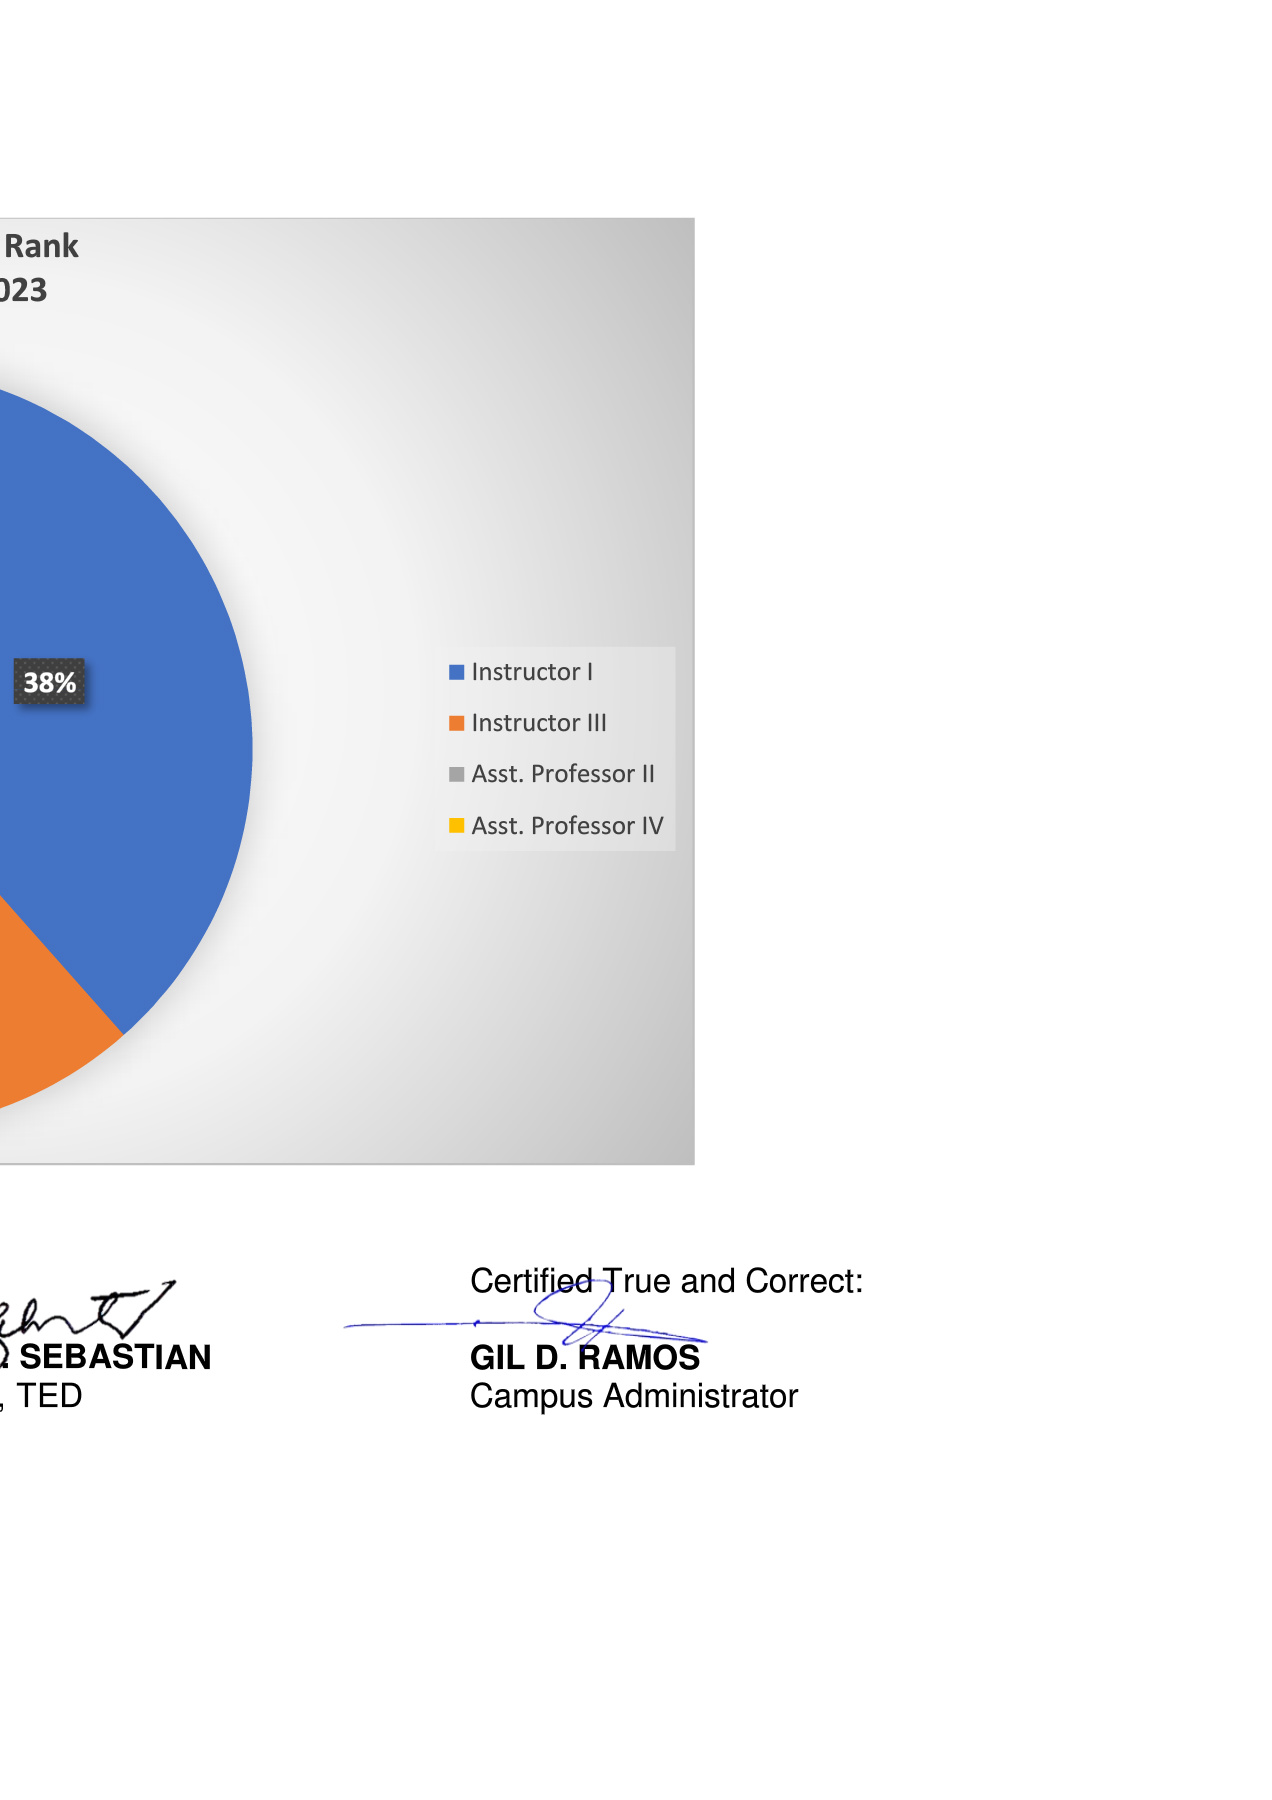 Rank
023
38%
Instructor I
Instructor III
Asst. Professor II
Asst. Professor IV
Certified True and Correct:
. SEBASTIAN
GIL D. RAMOS
, TED
Campus Administrator